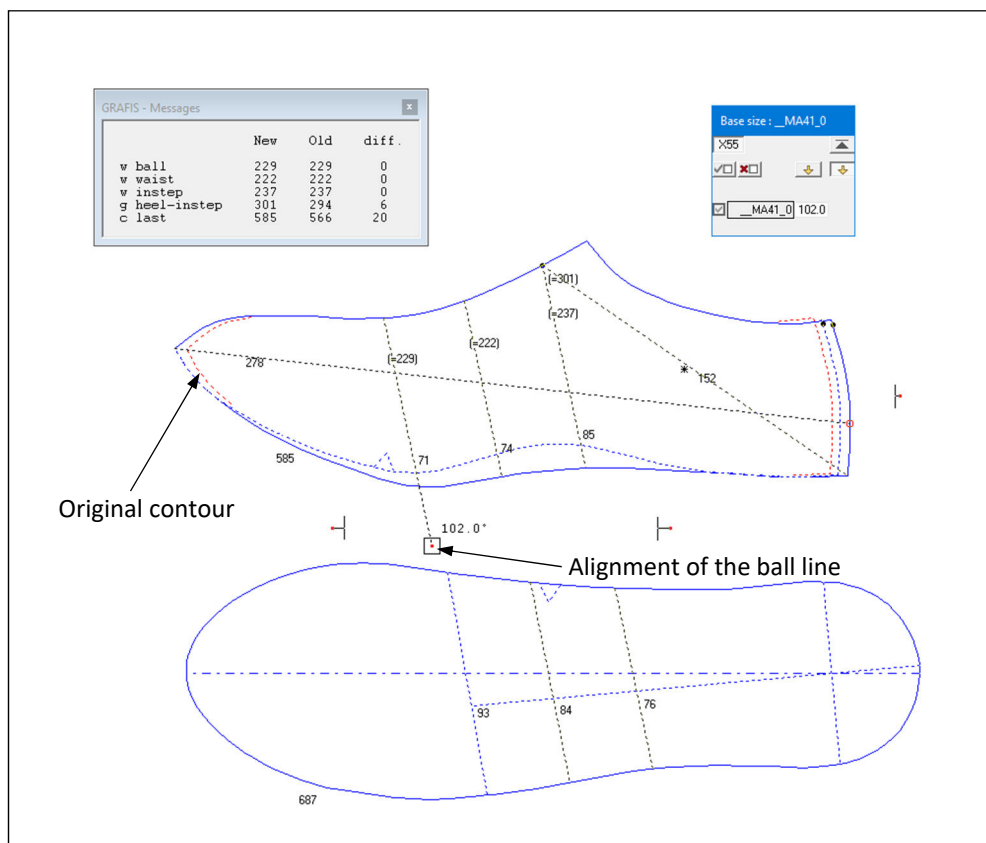 GRAFIS - Messages x
New Old diff.
w ball 229 229 0
w waist 222 222 0
w instep 237 237 0
g heel-instep 301 294 6
c last 585 566 20
Base size : __MA41_0
X55
__MA41_0 102.0
(=301)
(=237)
(=222)
(=229)
278
152
85
74
71
585
Original contour
102.0°
Alignment of the ball line
93
84
76
687